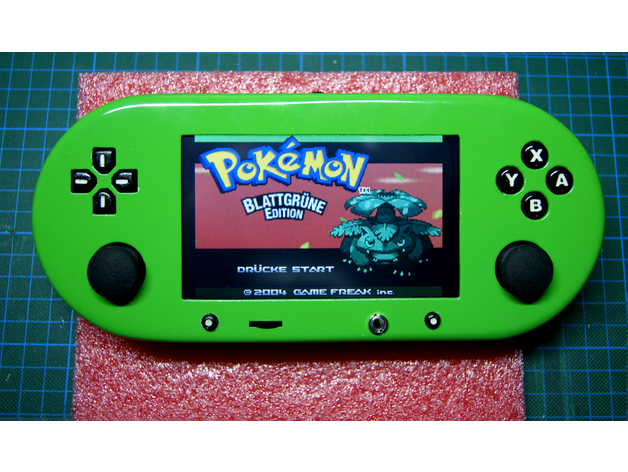 POKéMON
TM
BLATTGRÜNE
EDITION
DRÜCKE START
© 2004 GAME FREAK inc.
X
Y A
B